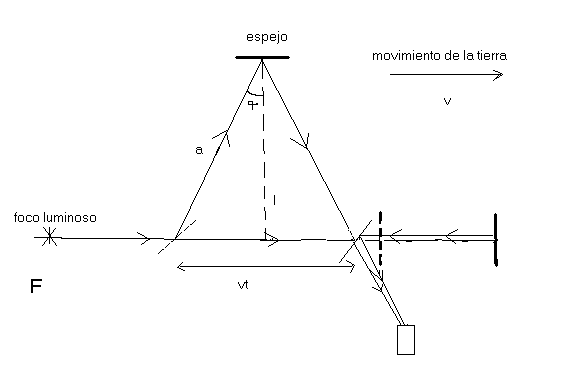 espejo
movimiento de la tierra
v
a
l
foco luminoso
F
vt